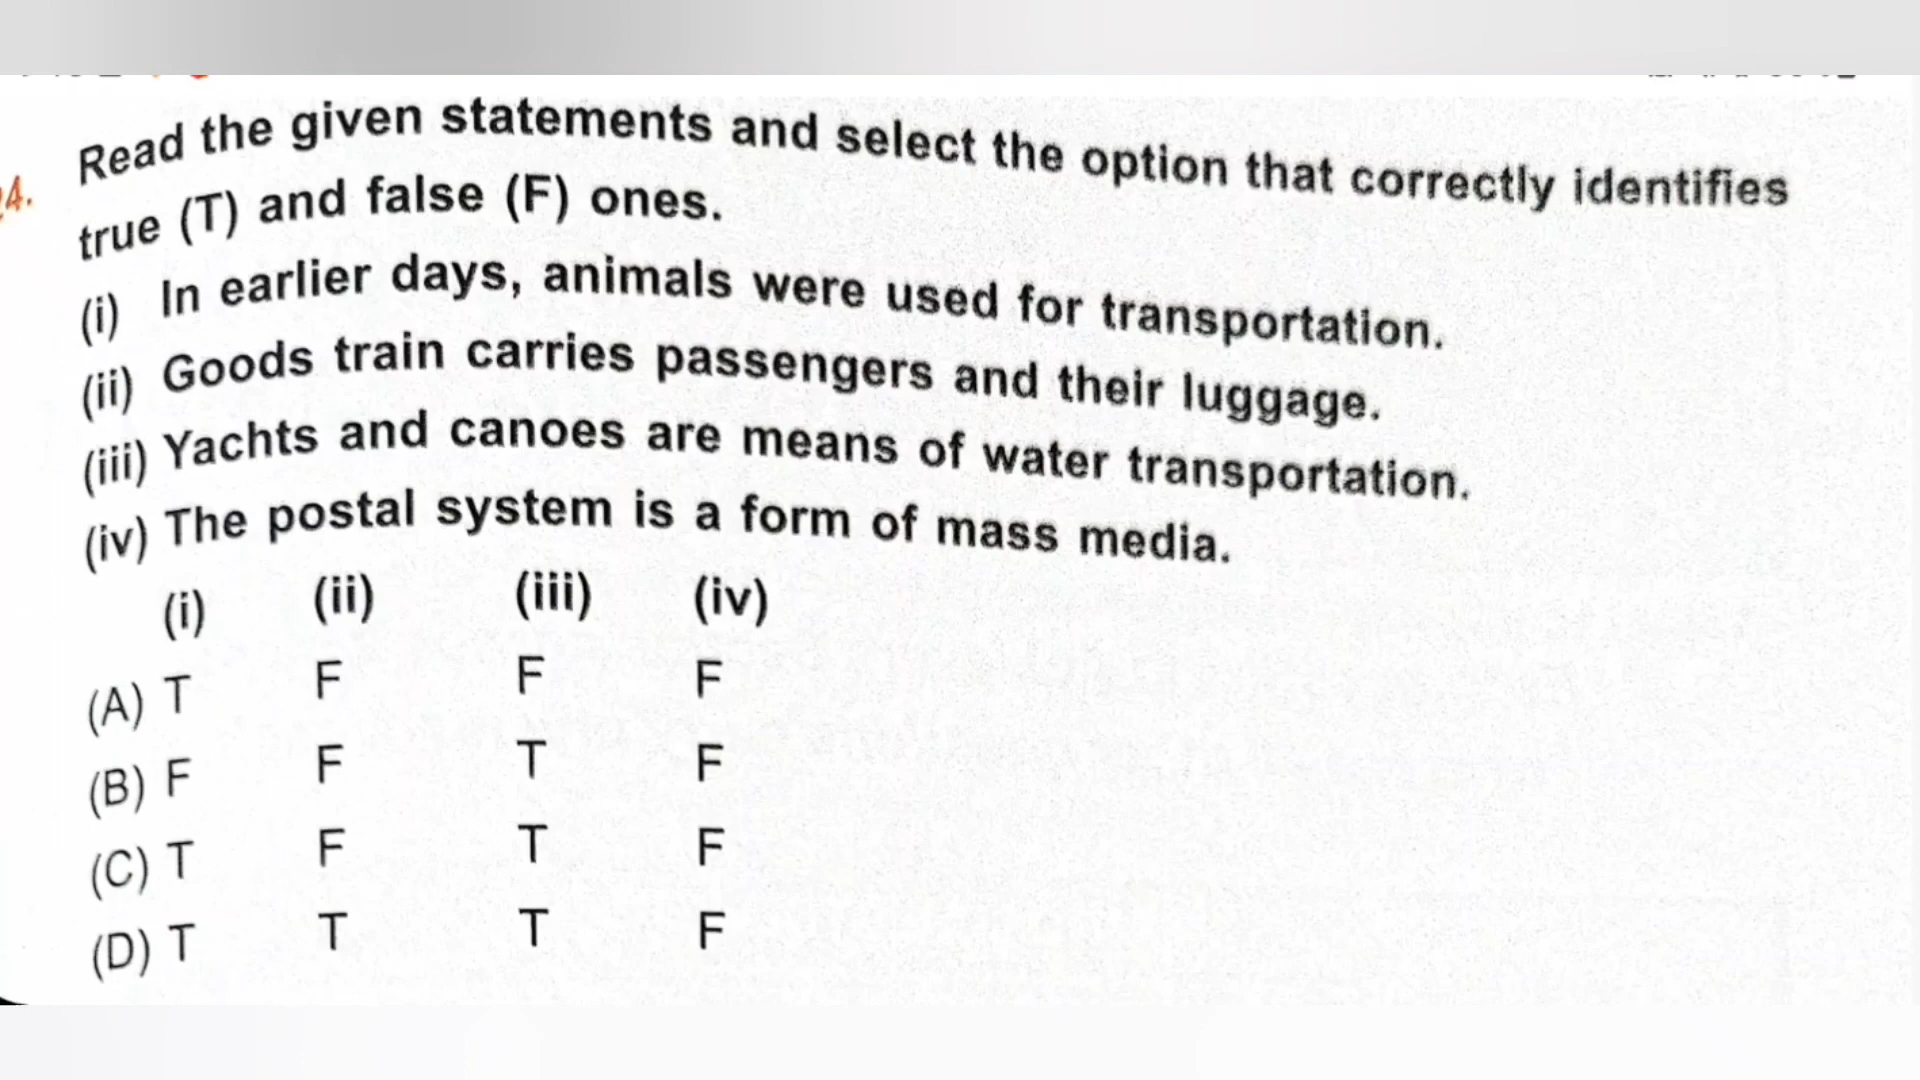 4. Read the given statements and select the option that correctly identifies
true (T) and false (F) ones.
(i) In earlier days, animals were used for transportation.
(ii) Goods train carries passengers and their luggage.
(iii) Yachts and canoes are means of water transportation.
(iv) The postal system is a form of mass media.
(i) (ii) (iii) (iv)
(A) T F F F
(B) F F T F
(C) T F T F
(D) T T T F